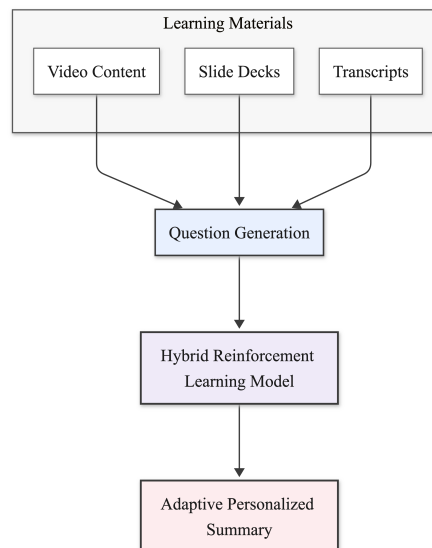 Learning Materials
Video Content
Slide Decks
Transcripts
Question Generation
Hybrid Reinforcement
Learning Model
Adaptive Personalized
Summary